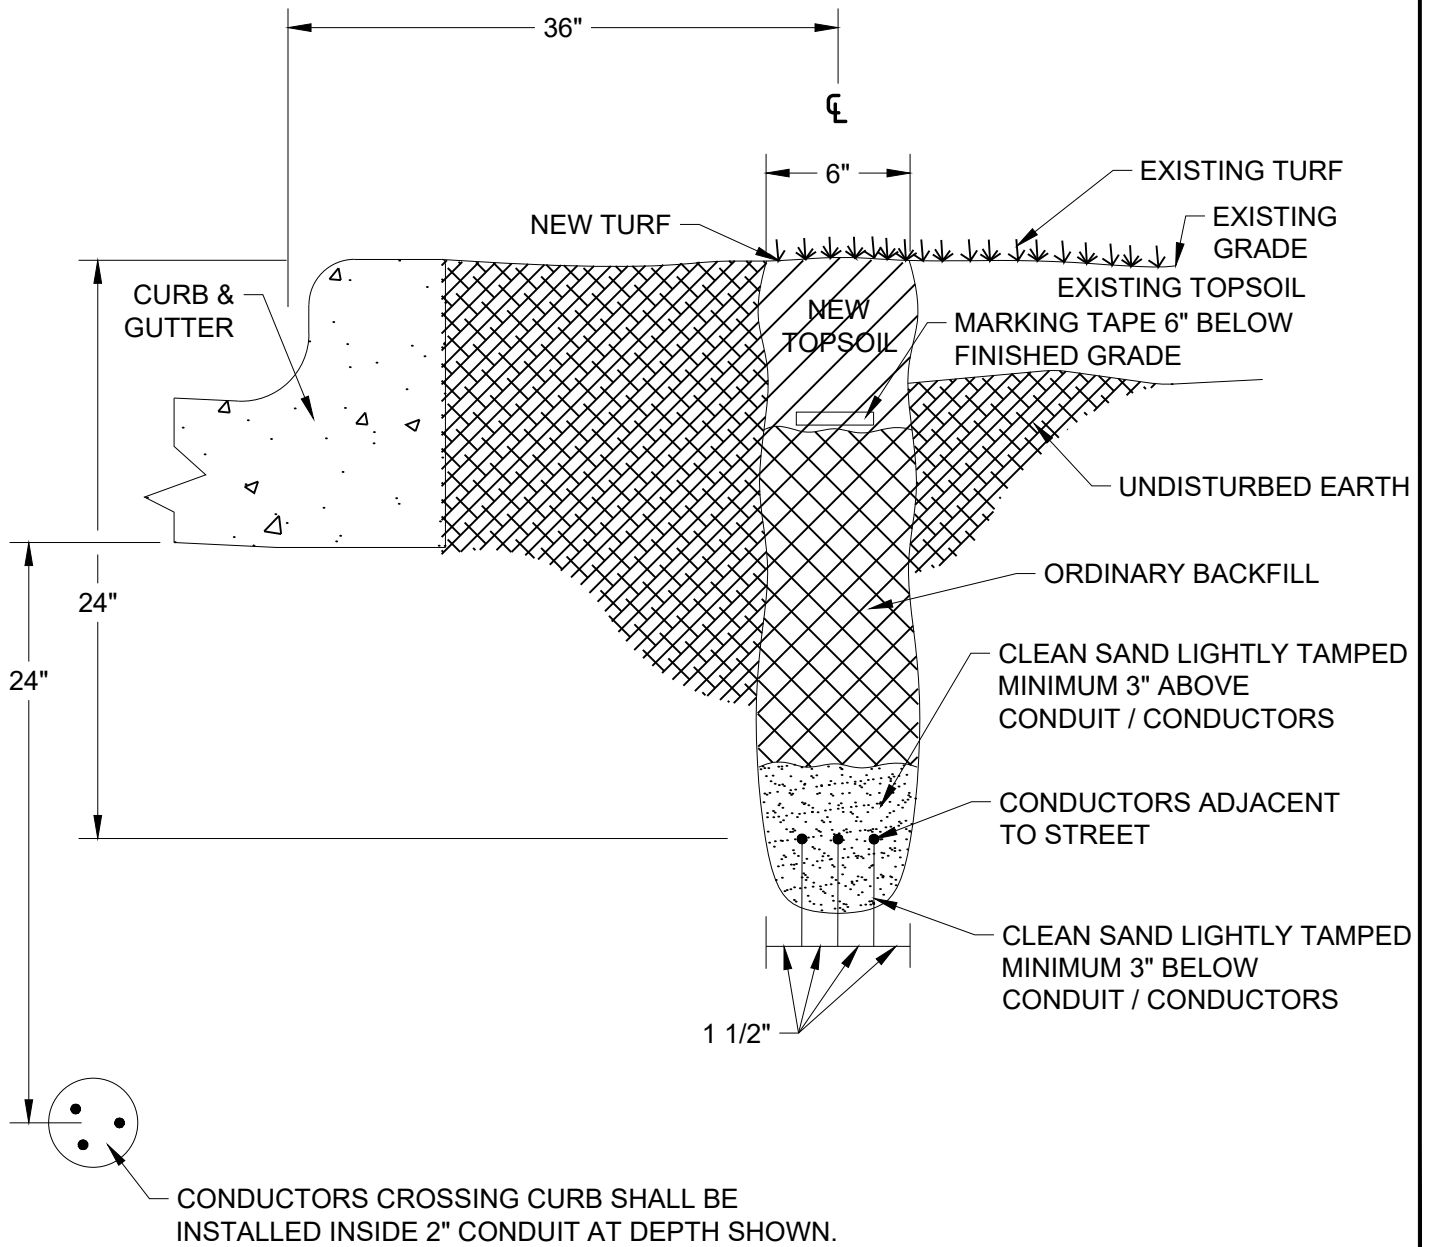 36"
℄
6"
EXISTING TURF
NEW TURF
EXISTING
GRADE
CURB &
GUTTER
EXISTING TOPSOIL
NEW
TOPSOIL
MARKING TAPE 6" BELOW
FINISHED GRADE
UNDISTURBED EARTH
ORDINARY BACKFILL
24"
24"
CLEAN SAND LIGHTLY TAMPED
MINIMUM 3" ABOVE
CONDUIT / CONDUCTORS
CONDUCTORS ADJACENT
TO STREET
CLEAN SAND LIGHTLY TAMPED
MINIMUM 3" BELOW
CONDUIT / CONDUCTORS
1 1/2"
CONDUCTORS CROSSING CURB SHALL BE
INSTALLED INSIDE 2" CONDUIT AT DEPTH SHOWN.